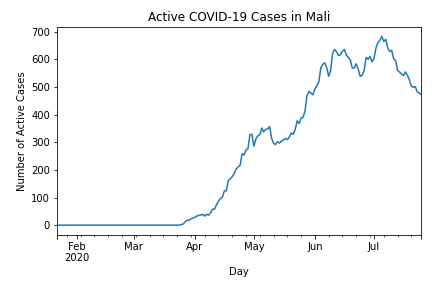 Active COVID-19 Cases in Mali
Number of Active Cases
700
600
500
400
300
200
100
0
Feb Mar Apr May Jun Jul
2020
Day